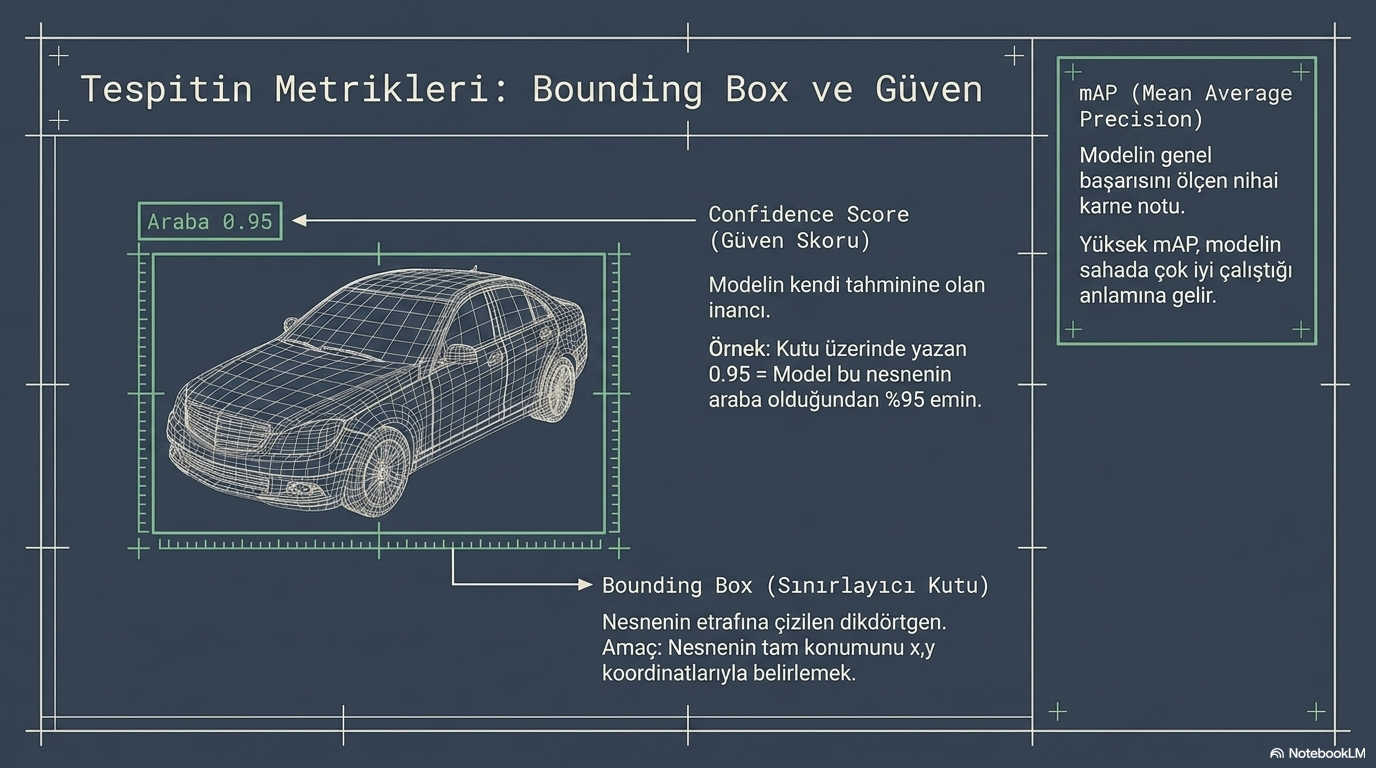 Tespitin Metrikleri: Bounding Box ve Güven
Araba 0.95
Confidence Score
(Güven Skoru)
Modelin kendi tahminine olan
inancı.
Örnek: Kutu üzerinde yazan
0.95 = Model bu nesnenin
araba olduğundan %95 emin.
Bounding Box (Sınırlayıcı Kutu)
Nesnenin etrafına çizilen dikdörtgen.
Amaç: Nesnenin tam konumunu x,y
koordinatlarıyla belirlemek.
mAP (Mean Average
Precision)
Modelin genel
başarısını ölçen nihai
karne notu.
Yüksek mAP, modelin
sahada çok iyi çalıştığı
anlamına gelir.
NotebookLM